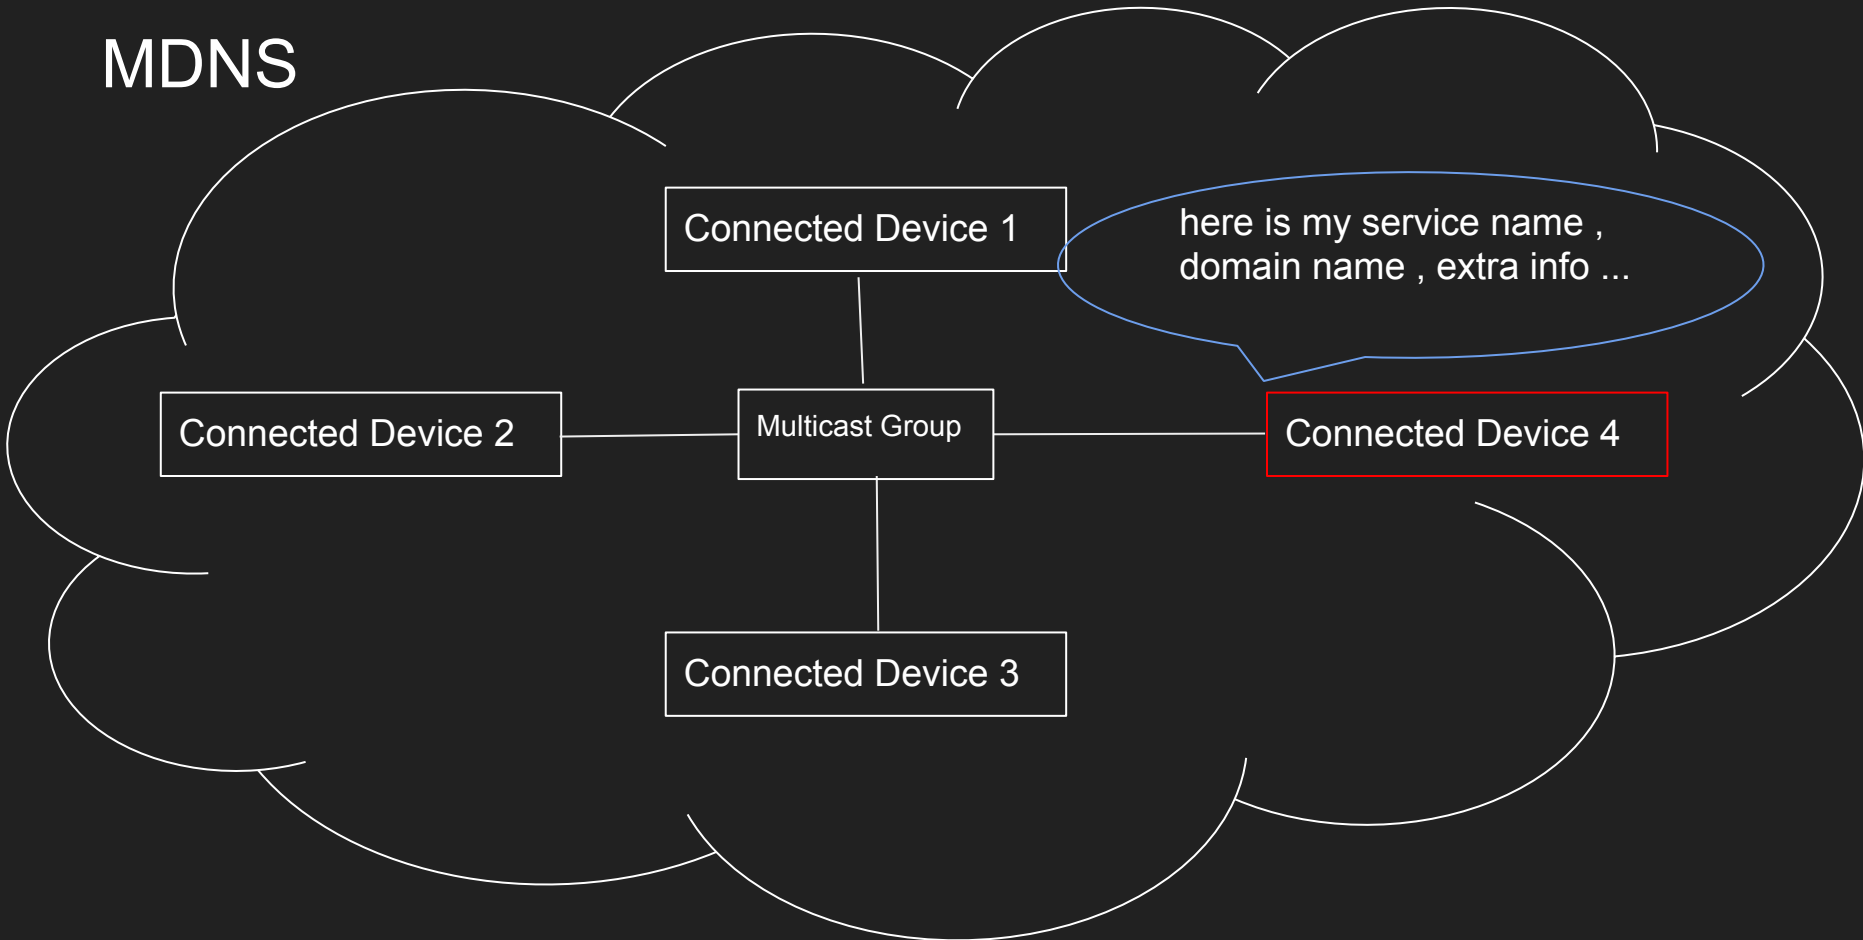 MDNS
Connected Device 1
here is my service name ,
domain name , extra info ...
Connected Device 2
Multicast Group
Connected Device 4
Connected Device 3